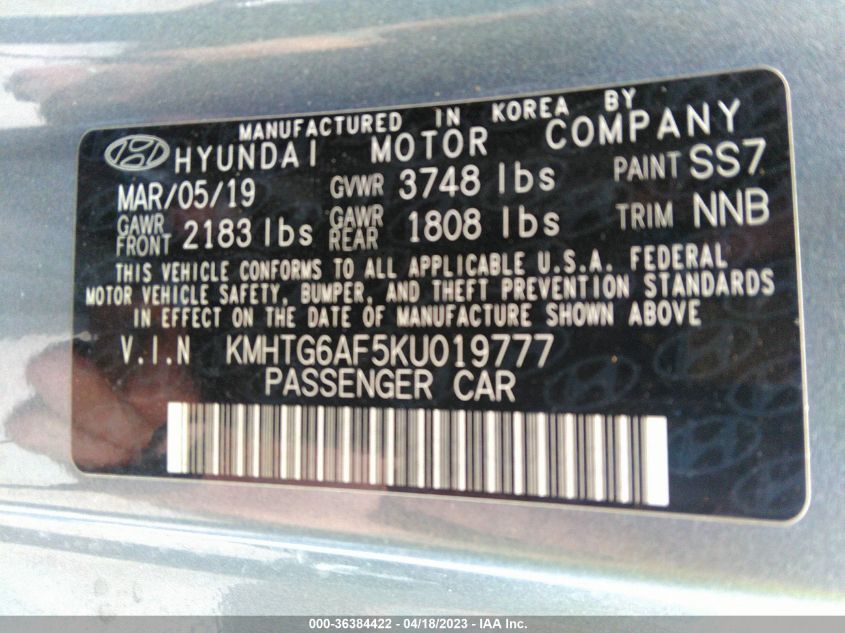 MANUFACTURED IN KOREA BY
HYUNDAI MOTOR COMPANY
MAR/05/19 GVWR 3748 lbs PAINT SS7
GAWR FRONT 2183 lbs GAWR REAR 1808 lbs TRIM NNB
THIS VEHICLE CONFORMS TO ALL APPLICABLE U.S.A. FEDERAL
MOTOR VEHICLE SAFETY, BUMPER, AND THEFT PREVENTION STANDARDS
IN EFFECT ON THE DATE OF MANUFACTURE SHOWN ABOVE
V.I.N KMHTG6AF5KU019777
PASSENGER CAR
000-36384422 - 04/18/2023 - IAA Inc.